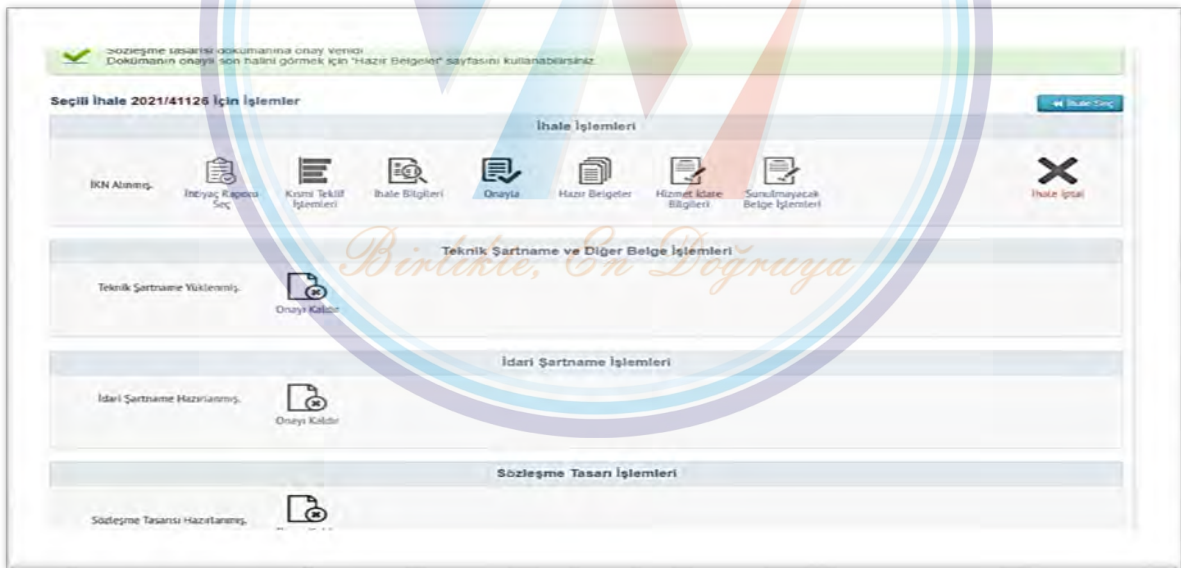 Sözleşme tasarısı dokümanına onay verildi
Dokümanın onaylı son halini görmek için "Hazır Belgeler" sayfasını kullanabilirsiniz.
Seçili İhale 2021/41126 İçin İşlemler
İhale Seç
İhale İşlemleri
İKN Alınmış.
İhtiyaç Raporu Seç
Kısmi Teklif İşlemleri
İhale Bilgileri
Onayla
Hazır Belgeler
Hizmet İdare Bilgileri
Sunulmayacak Belge İşlemleri
İhale İptal
Teknik Şartname ve Diğer Belge İşlemleri
Birlikte, En Doğruya
Teknik Şartname Yüklenmiş.
Onayı Kaldır
İdari Şartname İşlemleri
İdari Şartname Hazırlanmış.
Onayı Kaldır
Sözleşme Tasarı İşlemleri
Sözleşme Tasarısı Hazırlanmış.